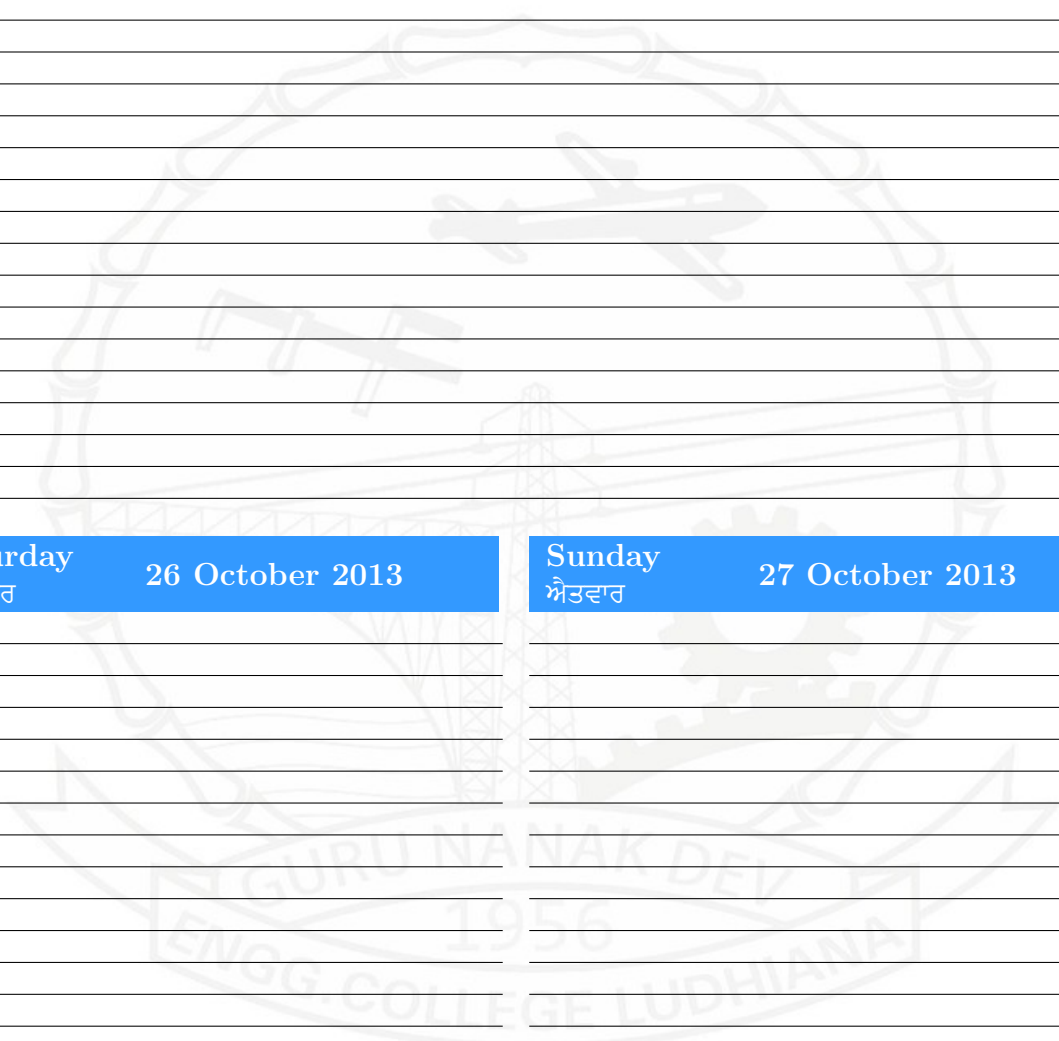 urday
ਰ
26 October 2013
Sunday
ਐਤਵਾਰ
27 October 2013
GURU NANAK DEV
1956
ENGG.COLLEGE LUDHIANA